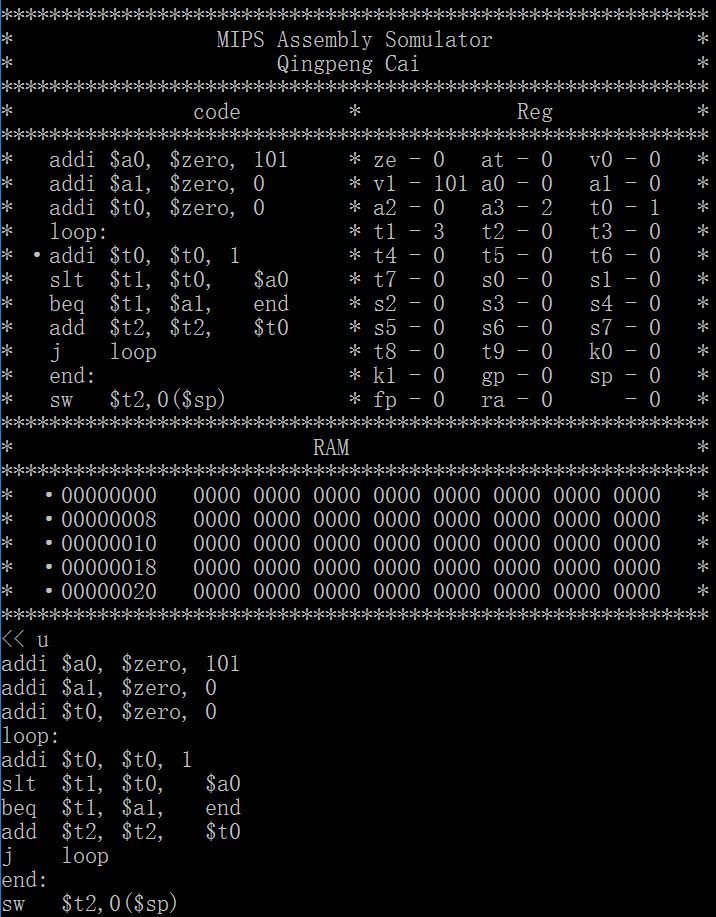 ***********************************************************
* MIPS Assembly Somulator *
* Qingpeng Cai *
***********************************************************
* code * Reg *
***********************************************************
* addi $a0, $zero, 101 * ze - 0 at - 0 v0 - 0 *
* addi $a1, $zero, 0 * v1 - 101 a0 - 0 a1 - 0 *
* addi $t0, $zero, 0 * a2 - 0 a3 - 2 t0 - 1 *
* loop: * t1 - 3 t2 - 0 t3 - 0 *
* ·addi $t0, $t0, 1 * t4 - 0 t5 - 0 t6 - 0 *
* slt $t1, $t0, $a0 * t7 - 0 s0 - 0 s1 - 0 *
* beq $t1, $a1, end * s2 - 0 s3 - 0 s4 - 0 *
* add $t2, $t2, $t0 * s5 - 0 s6 - 0 s7 - 0 *
* j loop * t8 - 0 t9 - 0 k0 - 0 *
* end: * k1 - 0 gp - 0 sp - 0 *
* sw $t2,0($sp) * fp - 0 ra - 0 - 0 *
***********************************************************
* RAM *
***********************************************************
* ·00000000 0000 0000 0000 0000 0000 0000 0000 0000 *
* ·00000008 0000 0000 0000 0000 0000 0000 0000 0000 *
* ·00000010 0000 0000 0000 0000 0000 0000 0000 0000 *
* ·00000018 0000 0000 0000 0000 0000 0000 0000 0000 *
* ·00000020 0000 0000 0000 0000 0000 0000 0000 0000 *
***********************************************************
<< u
addi $a0, $zero, 101
addi $a1, $zero, 0
addi $t0, $zero, 0
loop:
addi $t0, $t0, 1
slt $t1, $t0, $a0
beq $t1, $a1, end
add $t2, $t2, $t0
j loop
end:
sw $t2,0($sp)